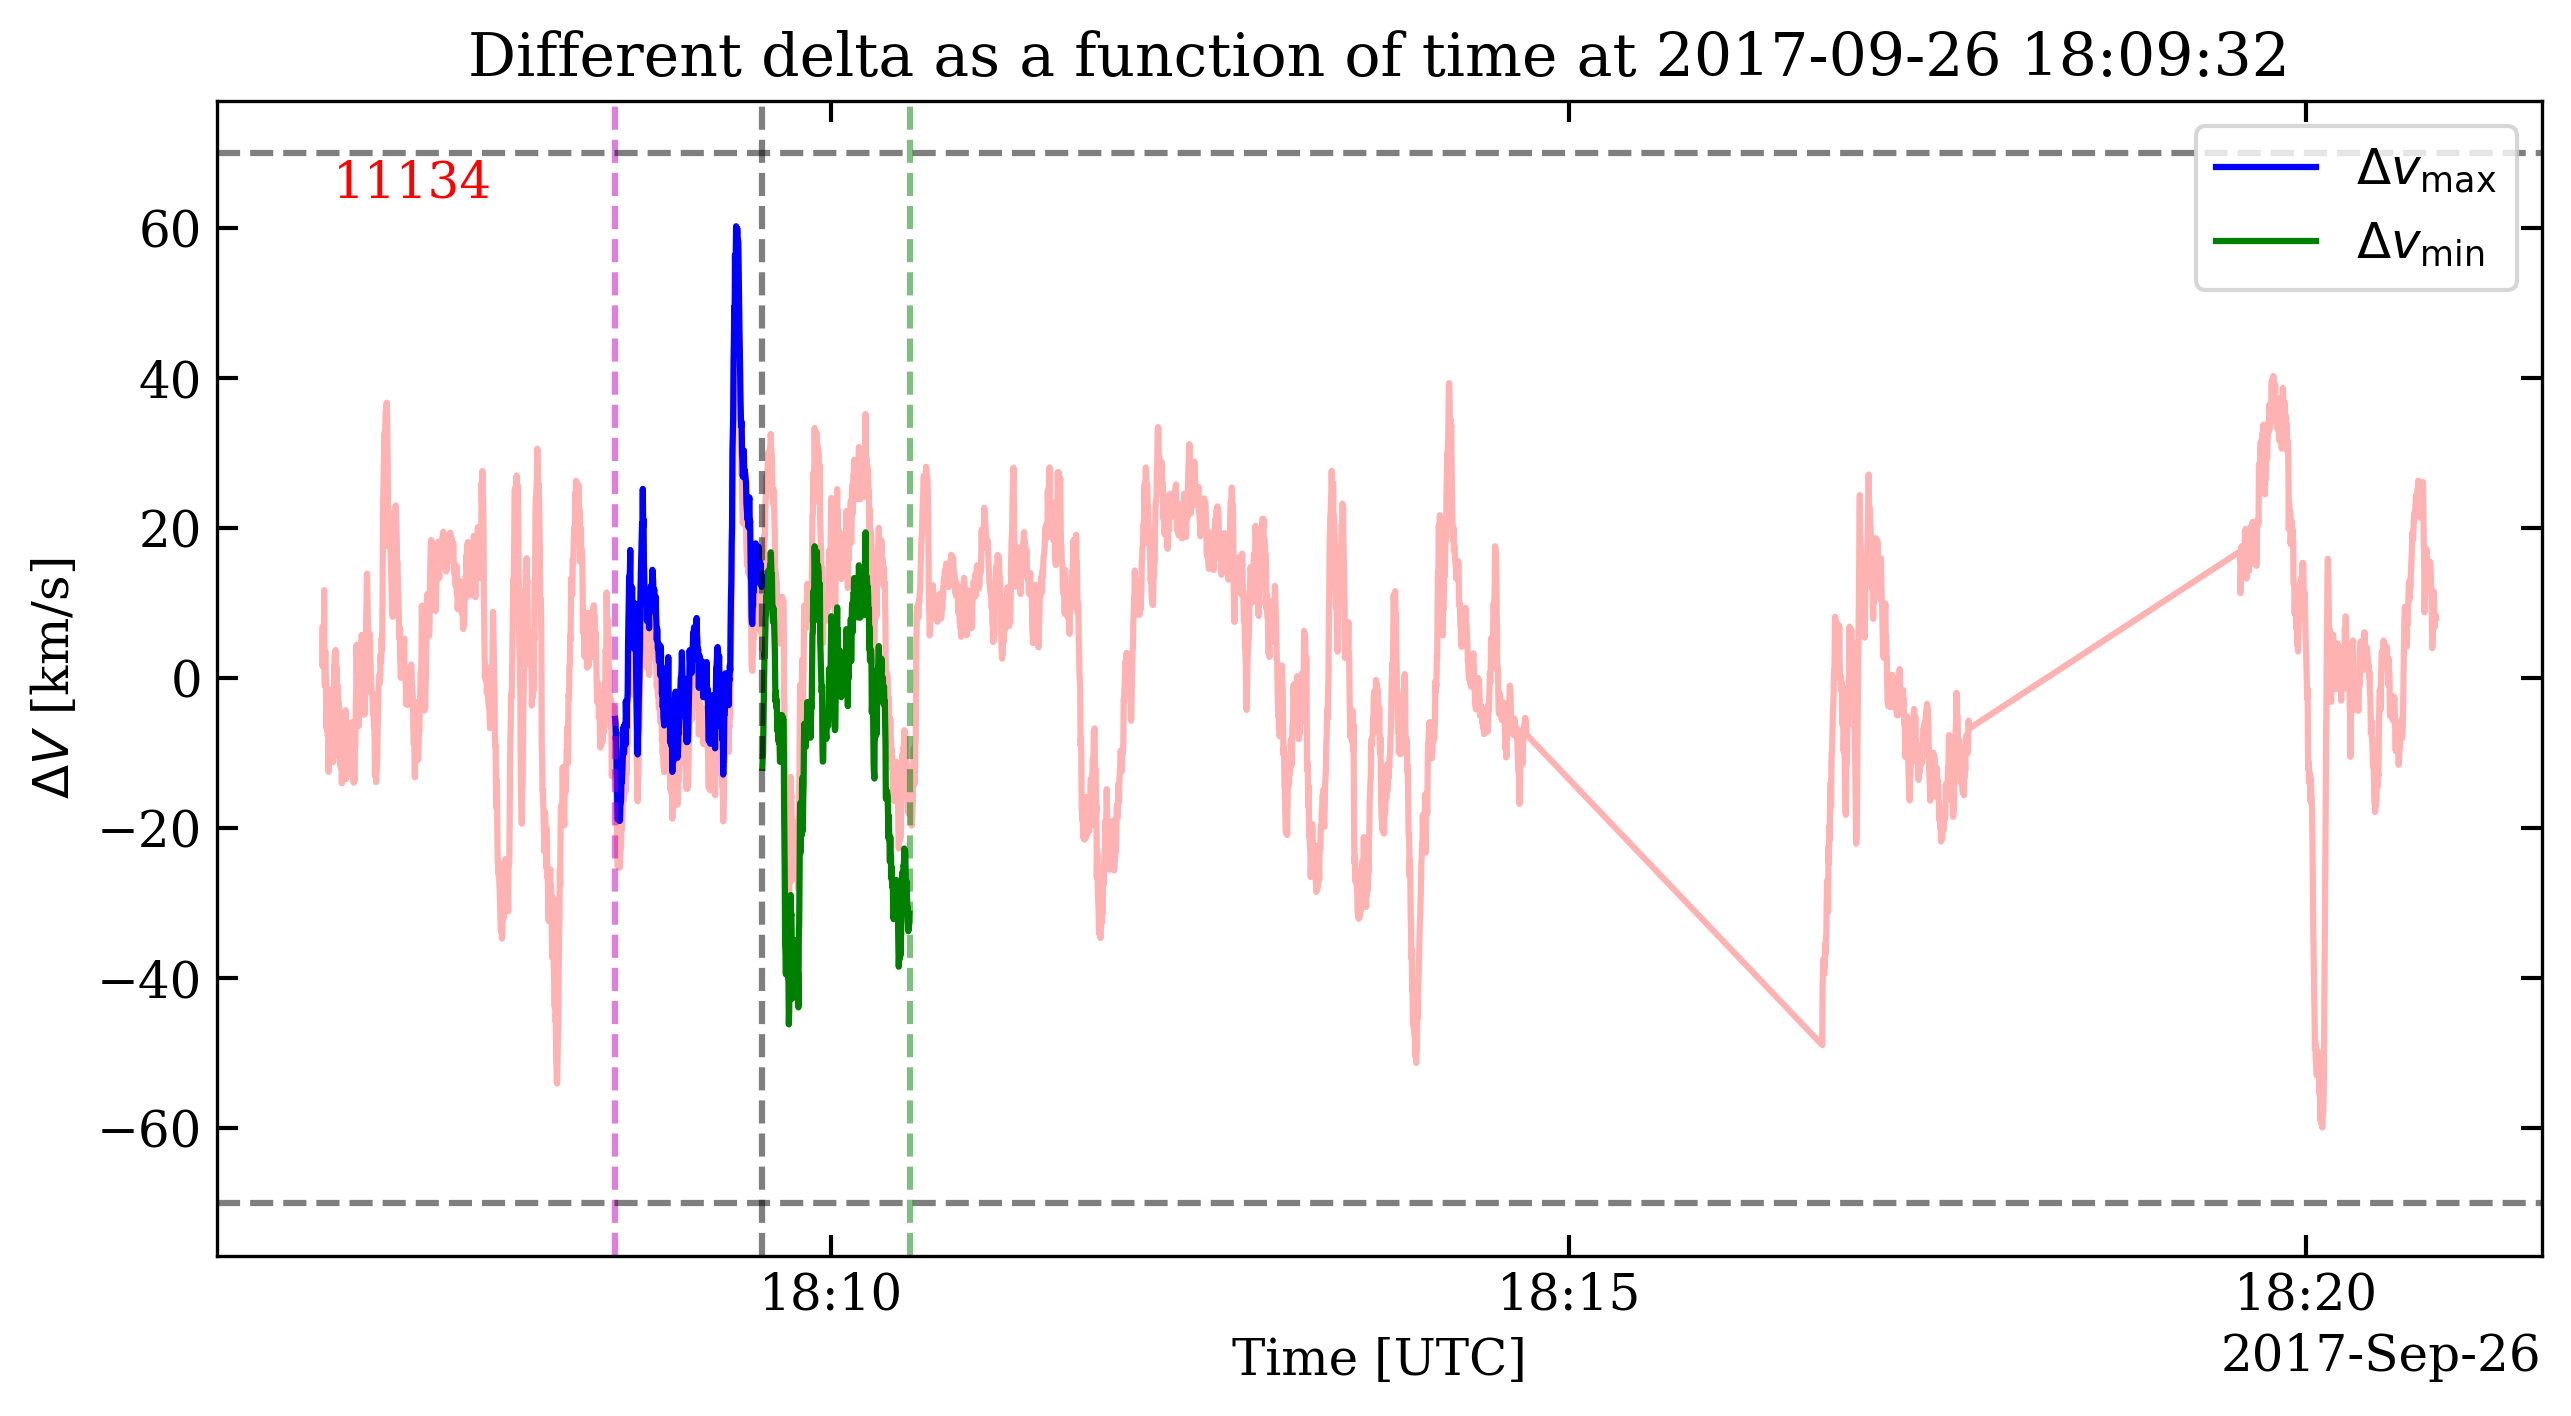 Different delta as a function of time at 2017-09-26 18:09:32
11134
Δv_max
Δv_min
60
40
20
0
−20
−40
−60
ΔV [km/s]
18:10
18:15
18:20
Time [UTC]
2017-Sep-26